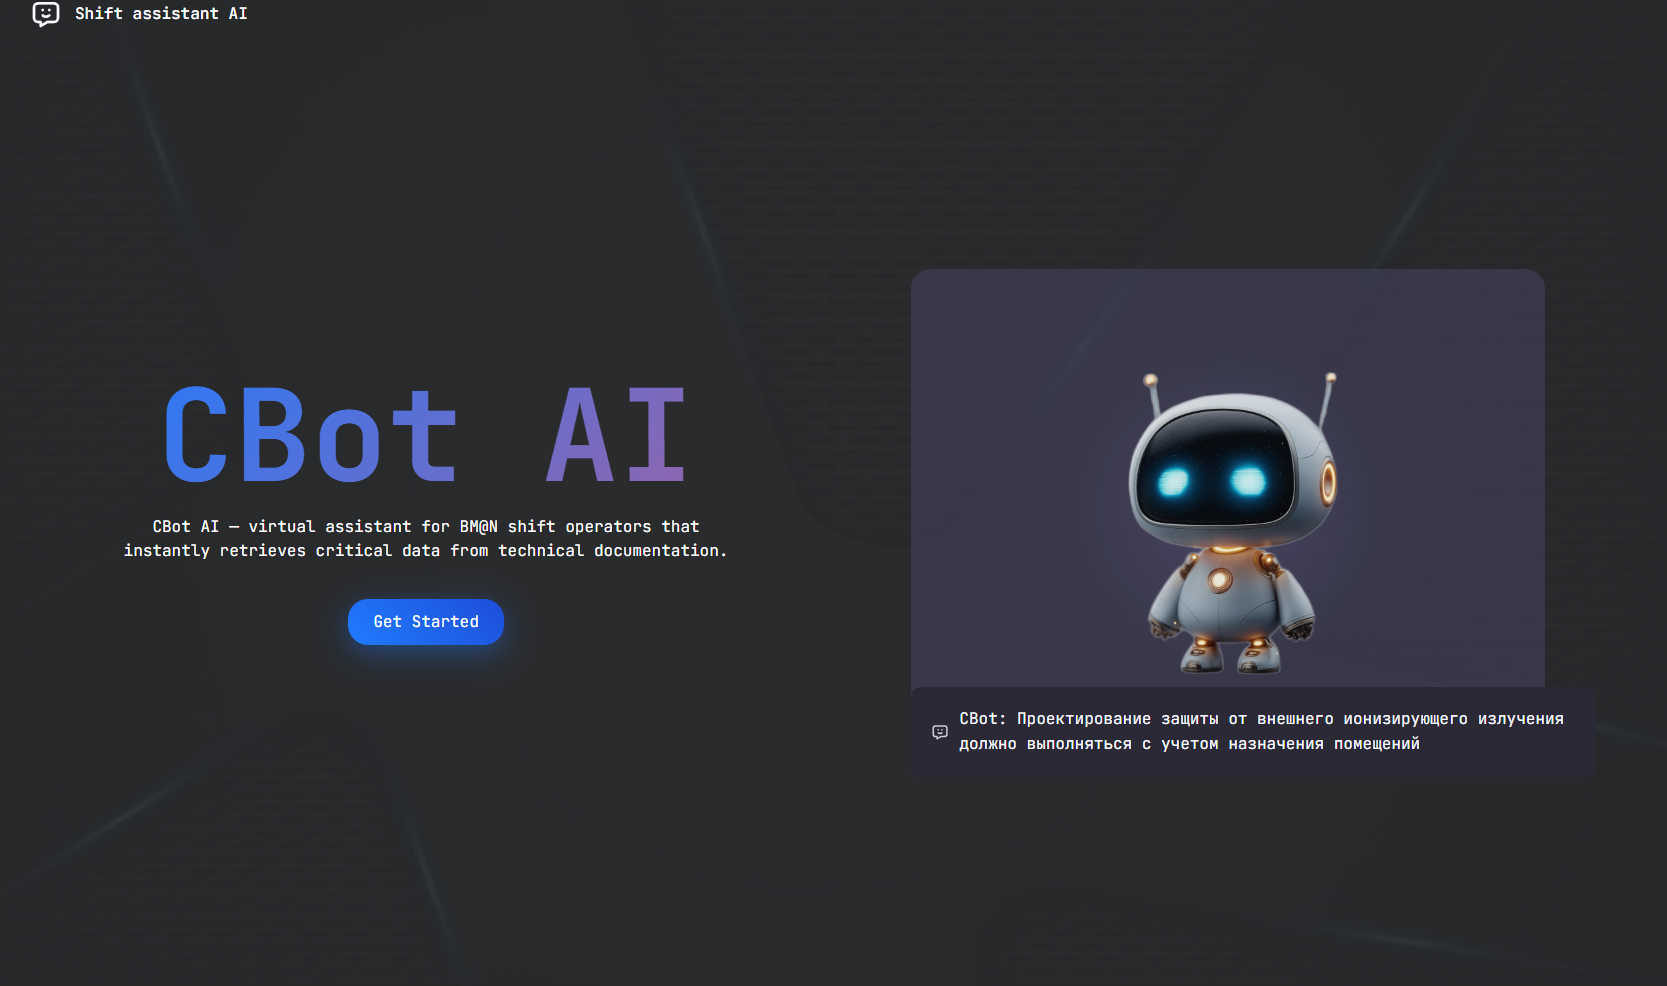 Shift assistant AI
CBot AI
CBot AI — virtual assistant for BM@N shift operators that
instantly retrieves critical data from technical documentation.
Get Started
CBot: Проектирование защиты от внешнего ионизирующего излучения
должно выполняться с учетом назначения помещений